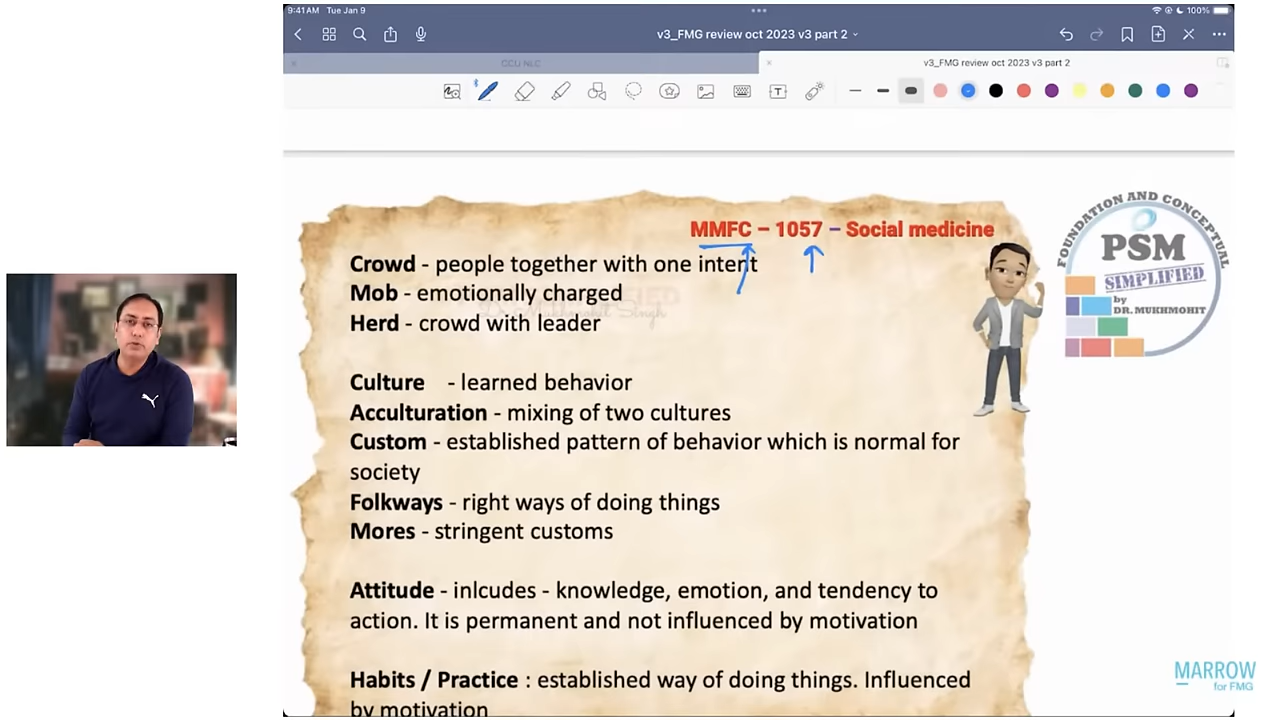 9:41 AM Tue Jan 9
100%
v3_FMG review oct 2023 v3 part 2
CCU NLC
v3_FMG review oct 2023 v3 part 2
MMFC – 1057 – Social medicine
Crowd - people together with one intent
Mob - emotionally charged
Herd - crowd with leader
Dr. Mukhmohit Singh
Culture - learned behavior
Acculturation - mixing of two cultures
Custom - established pattern of behavior which is normal for
society
Folkways - right ways of doing things
Mores - stringent customs
Attitude - inlcudes - knowledge, emotion, and tendency to
action. It is permanent and not influenced by motivation
Habits / Practice : established way of doing things. Influenced
by motivation
FOUNDATION AND CONCEPTUAL
PSM
SIMPLIFIED
by
DR. MUKHMOHIT
MARROW
for FMG